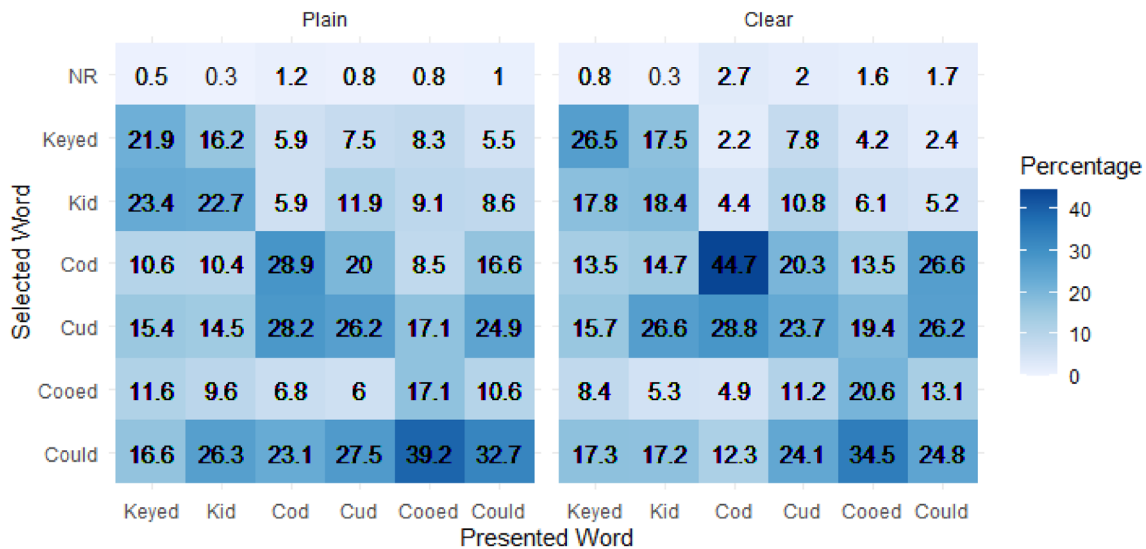 Plain Clear
NR 0.5 0.3 1.2 0.8 0.8 1 0.8 0.3 2.7 2 1.6 1.7
Keyed 21.9 16.2 5.9 7.5 8.3 5.5 26.5 17.5 2.2 7.8 4.2 2.4
Kid 23.4 22.7 5.9 11.9 9.1 8.6 17.8 18.4 4.4 10.8 6.1 5.2
Cod 10.6 10.4 28.9 20 8.5 16.6 13.5 14.7 44.7 20.3 13.5 26.6
Cud 15.4 14.5 28.2 26.2 17.1 24.9 15.7 26.6 28.8 23.7 19.4 26.2
Cooed 11.6 9.6 6.8 6 17.1 10.6 8.4 5.3 4.9 11.2 20.6 13.1
Could 16.6 26.3 23.1 27.5 39.2 32.7 17.3 17.2 12.3 24.1 34.5 24.8
Keyed Kid Cod Cud Cooed Could Keyed Kid Cod Cud Cooed Could
Presented Word
Selected Word
Percentage
40
30
20
10
0